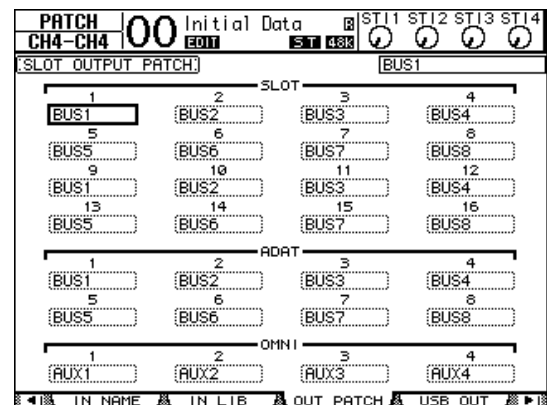 PATCH 00 Initial Data R ST11 ST12 ST13 ST14
CH4-CH4 EDIT ST 48K
SLOT OUTPUT PATCH BUS1
SLOT
1 2 3 4
BUS1 BUS2 BUS3 BUS4
5 6 7 8
BUS5 BUS6 BUS7 BUS8
9 10 11 12
BUS1 BUS2 BUS3 BUS4
13 14 15 16
BUS5 BUS6 BUS7 BUS8
ADAT
1 2 3 4
BUS1 BUS2 BUS3 BUS4
5 6 7 8
BUS5 BUS6 BUS7 BUS8
OMNI
1 2 3 4
AUX1 AUX2 AUX3 AUX4
IN NAME IN LIB OUT PATCH USB OUT